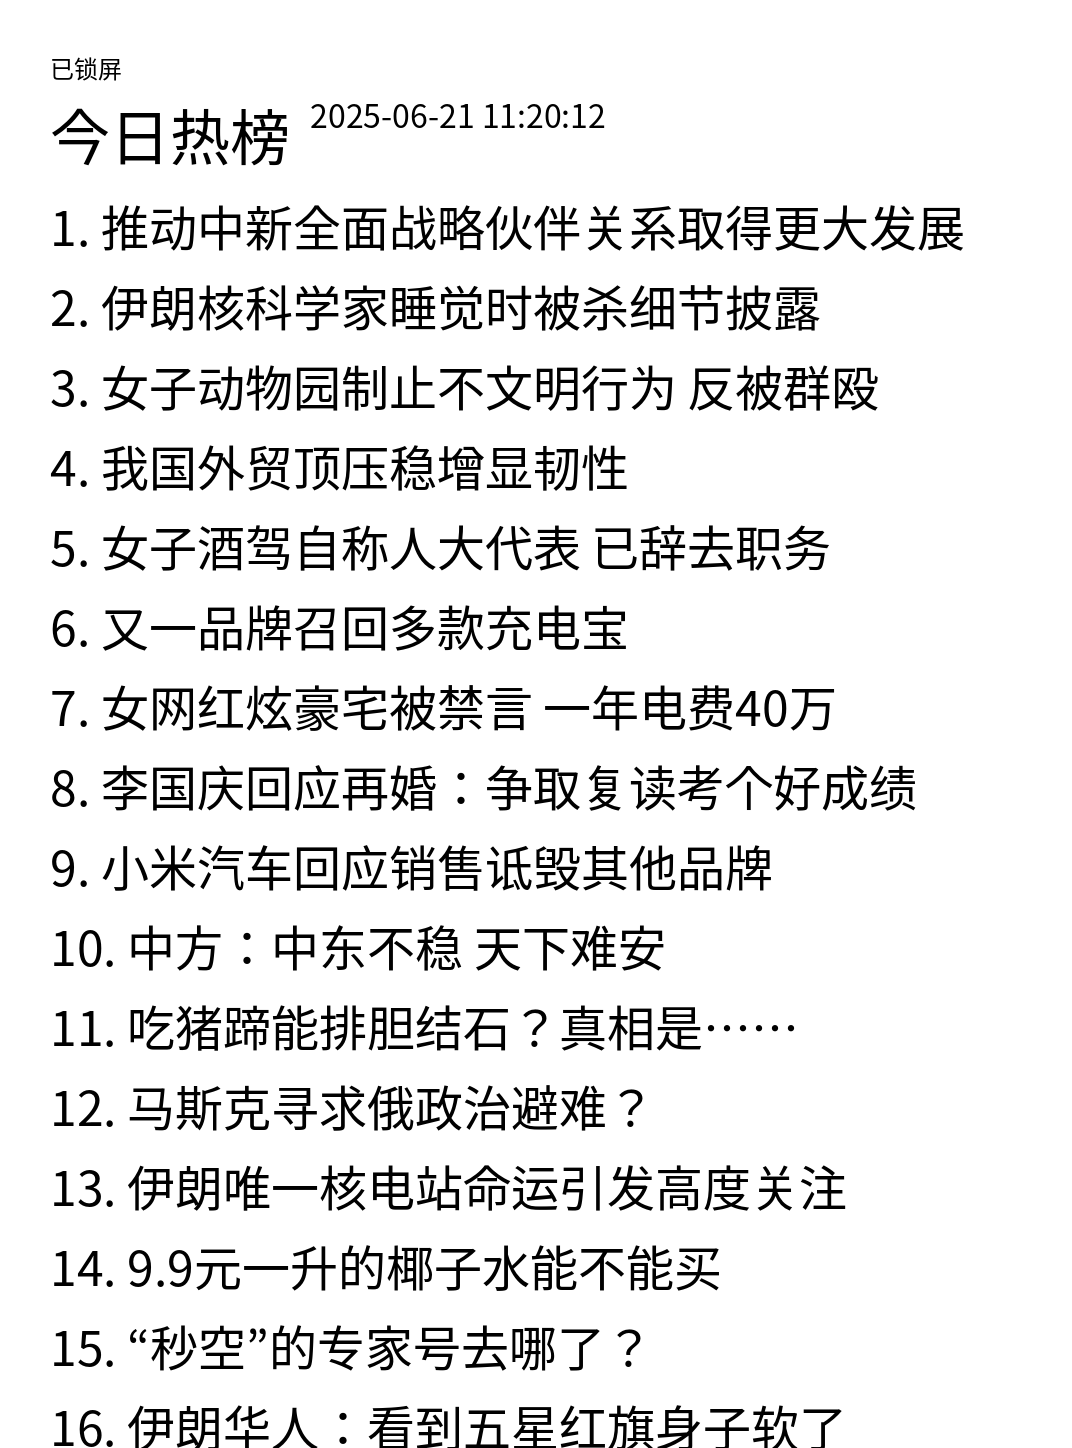 已锁屏
今日热榜 2025-06-21 11:20:12
1. 推动中新全面战略伙伴关系取得更大发展
2. 伊朗核科学家睡觉时被杀细节披露
3. 女子动物园制止不文明行为 反被群殴
4. 我国外贸顶压稳增显韧性
5. 女子酒驾自称人大代表 已辞去职务
6. 又一品牌召回多款充电宝
7. 女网红炫豪宅被禁言 一年电费40万
8. 李国庆回应再婚：争取复读考个好成绩
9. 小米汽车回应销售诋毁其他品牌
10. 中方：中东不稳 天下难安
11. 吃猪蹄能排胆结石？真相是……
12. 马斯克寻求俄政治避难？
13. 伊朗唯一核电站命运引发高度关注
14. 9.9元一升的椰子水能不能买
15. “秒空”的专家号去哪了？
16. 伊朗华人：看到五星红旗身子软了